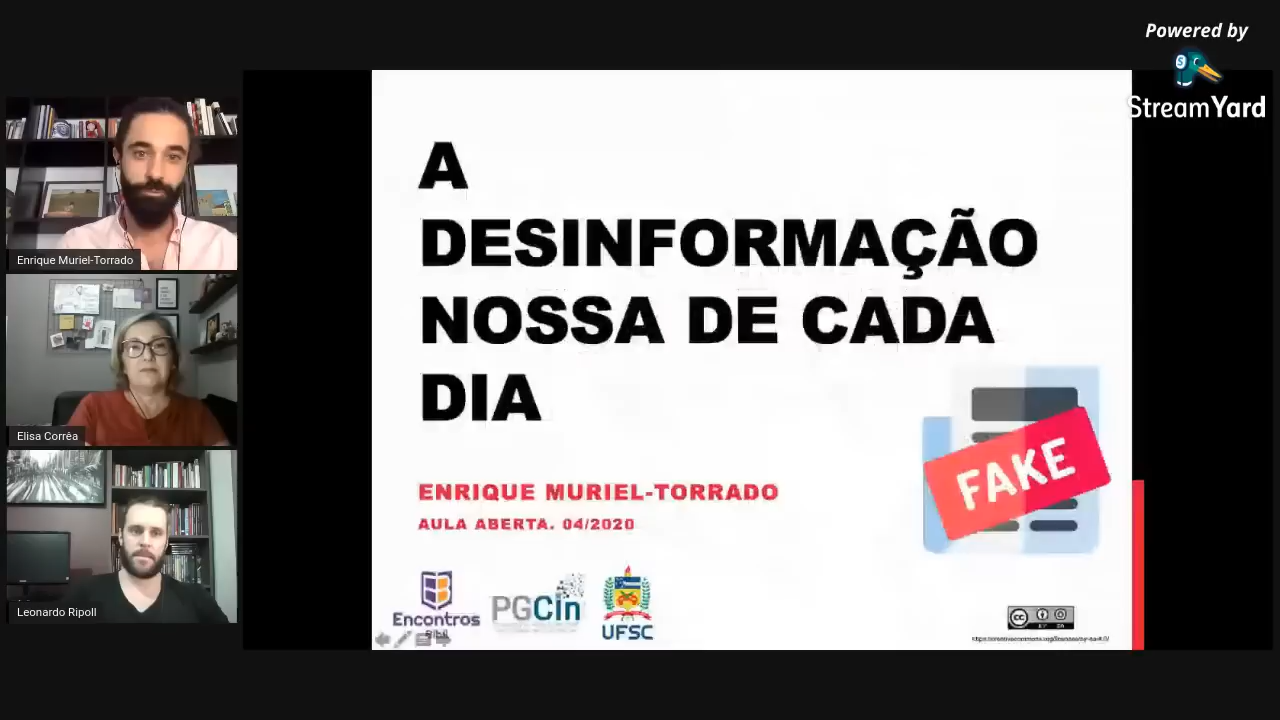 Powered by
StreamYard
Enrique Muriel-Torrado
Elisa Corrêa
Leonardo Ripoll
A
DESINFORMAÇÃO
NOSSA DE CADA
DIA
FAKE
ENRIQUE MURIEL-TORRADO
AULA ABERTA. 04/2020
Encontros
PGCin
UFSC
cc